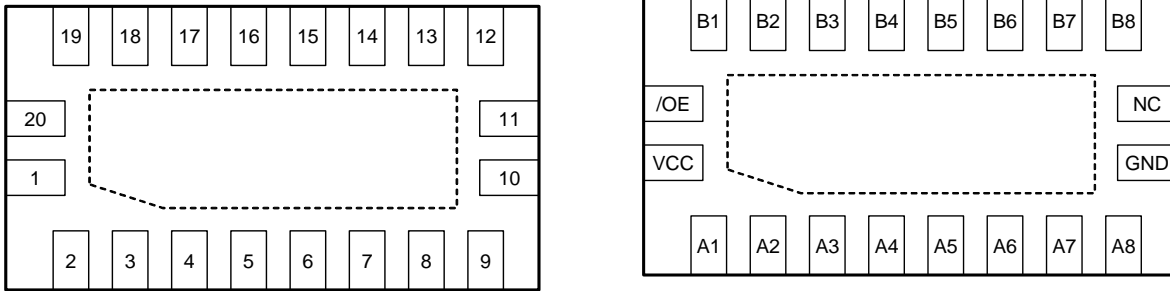 19 18 17 16 15 14 13 12
20 11
1 10
2 3 4 5 6 7 8 9
B1 B2 B3 B4 B5 B6 B7 B8
/OE NC
VCC GND
A1 A2 A3 A4 A5 A6 A7 A8